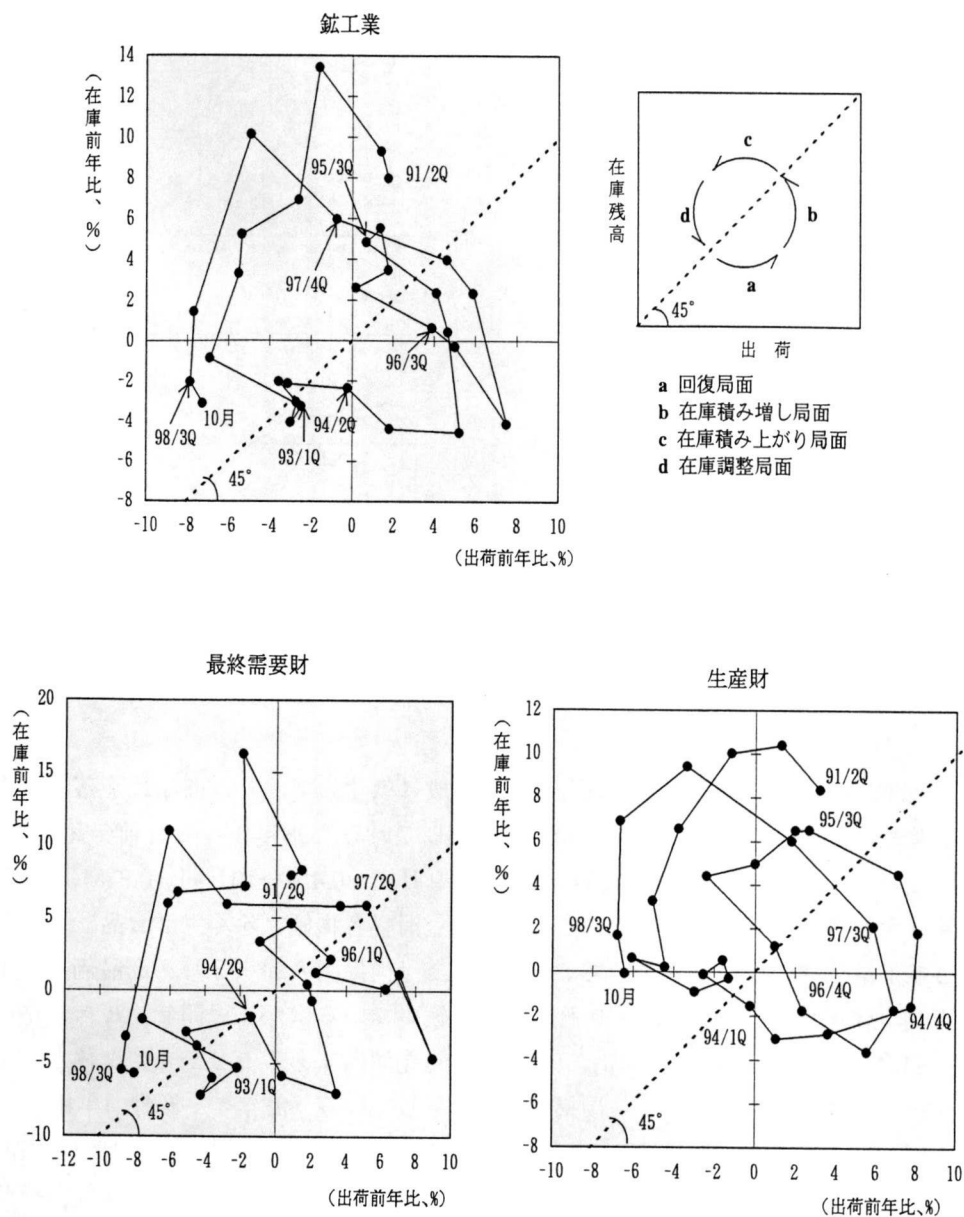 鉱工業
（在庫前年比、％）
14
12
10
8
6
4
2
0
-2
-4
-6
-8
-10
-8
-6
-4
-2
0
2
4
6
8
10
（出荷前年比、%）
95/3Q
91/2Q
97/4Q
96/3Q
98/3Q
10月
94/2Q
93/1Q
45°
在庫残高
c
d
b
a
45°
出 荷
a 回復局面
b 在庫積み増し局面
c 在庫積み上がり局面
d 在庫調整局面
最終需要財
（在庫前年比、％）
20
15
10
5
0
-5
-10
-12
-10
-8
-6
-4
-2
0
2
4
6
8
10
（出荷前年比、%）
91/2Q
97/2Q
94/2Q
96/1Q
98/3Q
10月
93/1Q
45°
生産財
（在庫前年比、％）
12
10
8
6
4
2
0
-2
-4
-6
-8
-10
-8
-6
-4
-2
0
2
4
6
8
10
（出荷前年比、%）
91/2Q
95/3Q
98/3Q
97/3Q
10月
96/4Q
94/1Q
94/4Q
45°